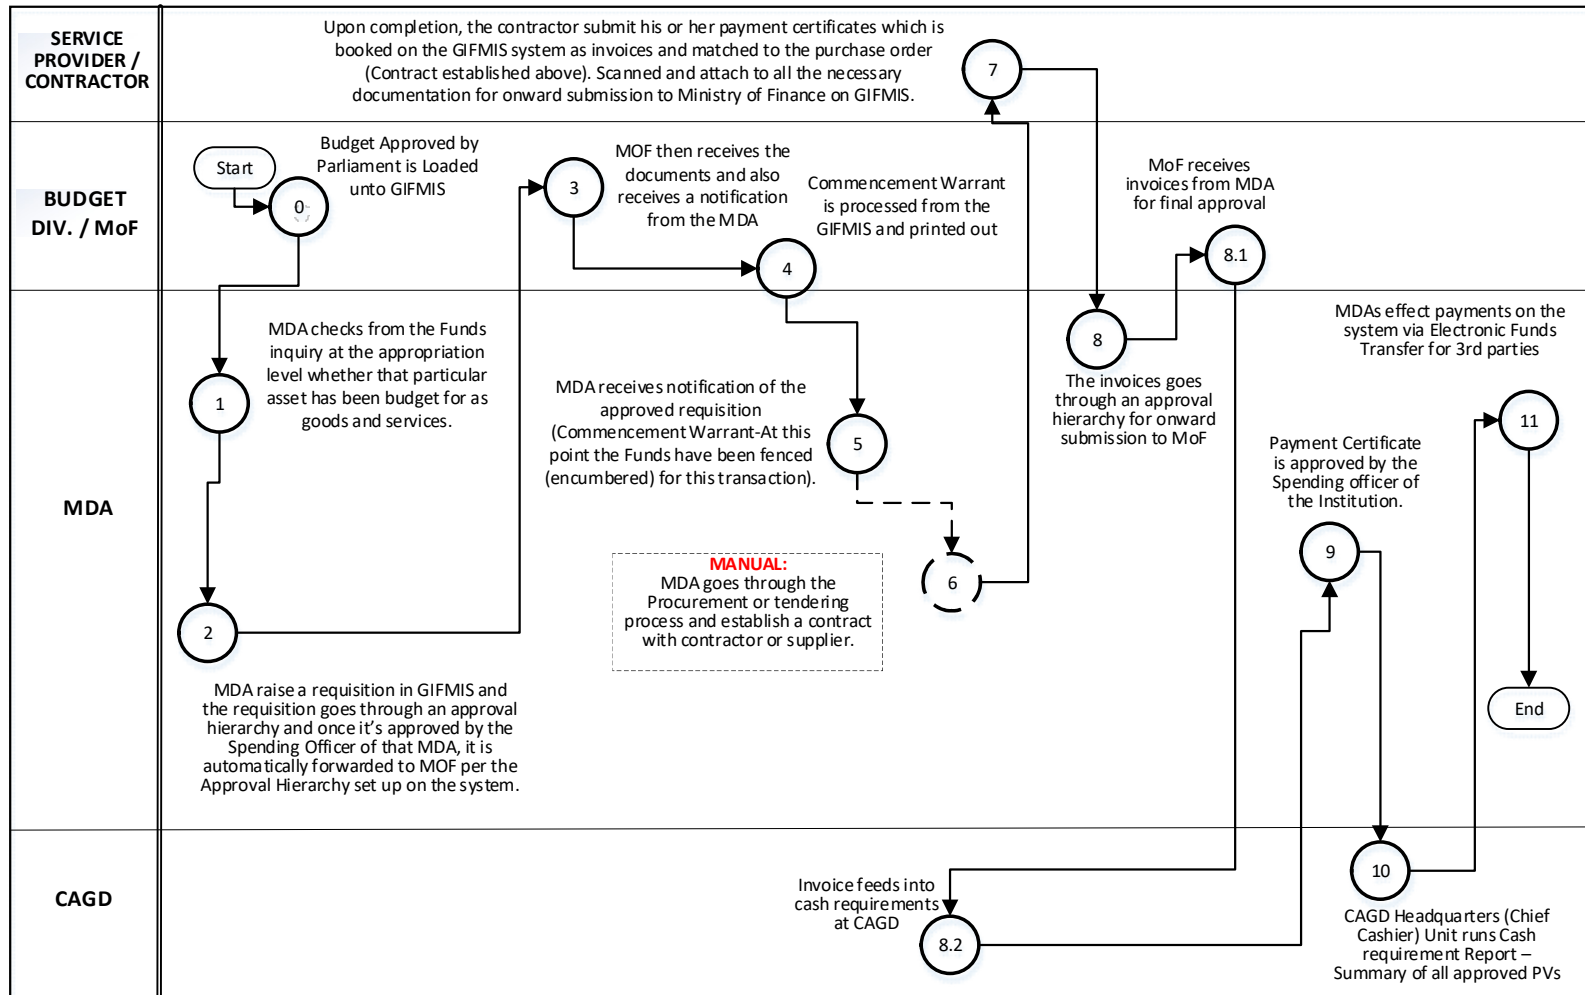 SERVICE
PROVIDER /
CONTRACTOR
Upon completion, the contractor submit his or her payment certificates which is
booked on the GIFMIS system as invoices and matched to the purchase order
(Contract established above). Scanned and attach to all the necessary
documentation for onward submission to Ministry of Finance on GIFMIS.
7
BUDGET
DIV. / MoF
Start
0
Budget Approved by
Parliament is Loaded
unto GIFMIS
3
MOF then receives the
documents and also
receives a notification
from the MDA
4
Commencement Warrant
is processed from the
GIFMIS and printed out
MoF receives
invoices from MDA
for final approval
8.1
MDA
1
MDA checks from the Funds
inquiry at the appropriation
level whether that particular
asset has been budget for as
goods and services.
2
MDA raise a requisition in GIFMIS and
the requisition goes through an approval
hierarchy and once it's approved by the
Spending Officer of that MDA, it is
automatically forwarded to MOF per the
Approval Hierarchy set up on the system.
MDA receives notification of the
approved requisition
(Commencement Warrant-At this
point the Funds have been fenced
(encumbered) for this transaction).
5
MANUAL:
MDA goes through the
Procurement or tendering
process and establish a contract
with contractor or supplier.
6
8
The invoices goes
through an approval
hierarchy for onward
submission to MoF
Payment Certificate
is approved by the
Spending officer of
the Institution.
9
MDAs effect payments on the
system via Electronic Funds
Transfer for 3rd parties
11
End
CAGD
Invoice feeds into
cash requirements
at CAGD
8.2
10
CAGD Headquarters (Chief
Cashier) Unit runs Cash
requirement Report –
Summary of all approved PVs